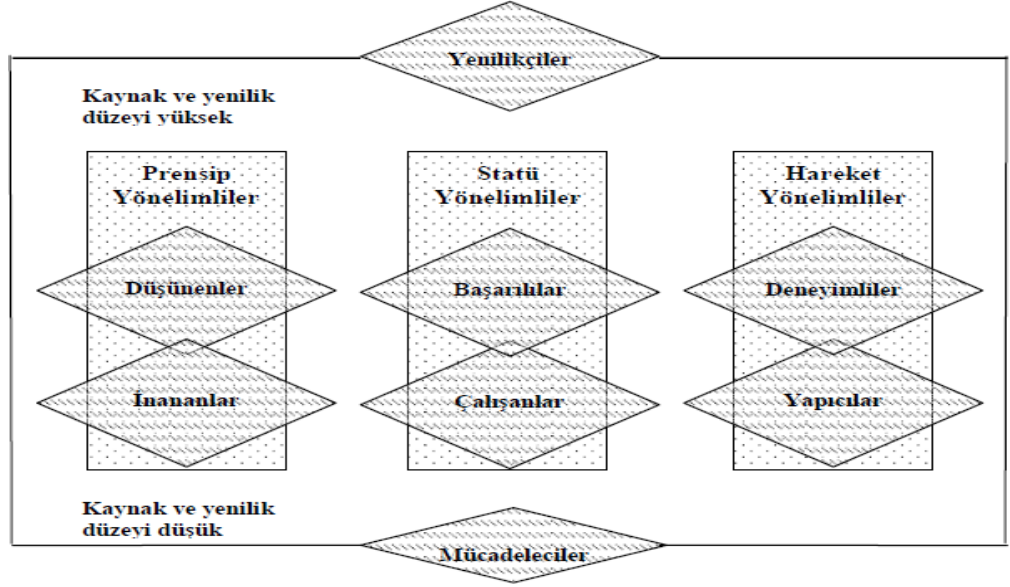 Yenilikçiler
Kaynak ve yenilik
düzeyi yüksek
Prensip
Yönelimliler
Statü
Yönelimliler
Hareket
Yönelimliler
Düşünenler
Başarılılar
Deneyimliler
İnananlar
Çalışanlar
Yapıcılar
Kaynak ve yenilik
düzeyi düşük
Mücadeleciler